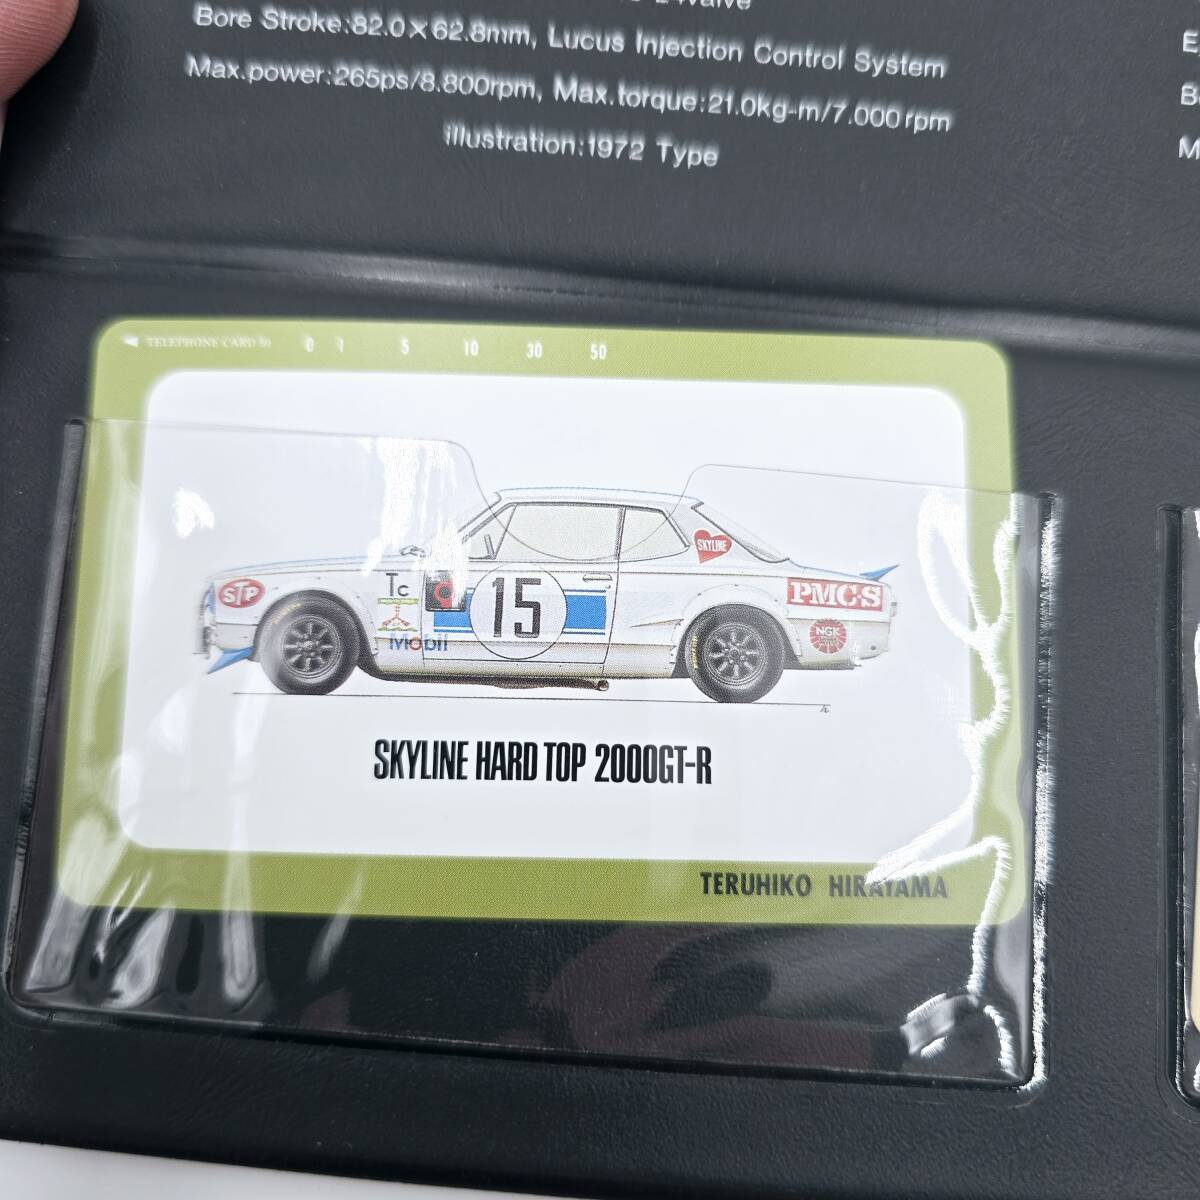 Bore Stroke:82.0×62.8mm, Lucus Injection Control System
Max.power:265ps/8.800rpm, Max.torque:21.0kg-m/7.000rpm
Illustration:1972 Type
TELEPHONE CARD 50
0 1 5 10 30 50
SKYLINE
STP
Tc
15
PMC·S
Mobil
NGK
SKYLINE HARD TOP 2000GT-R
TERUHIKO HIRAYAMA